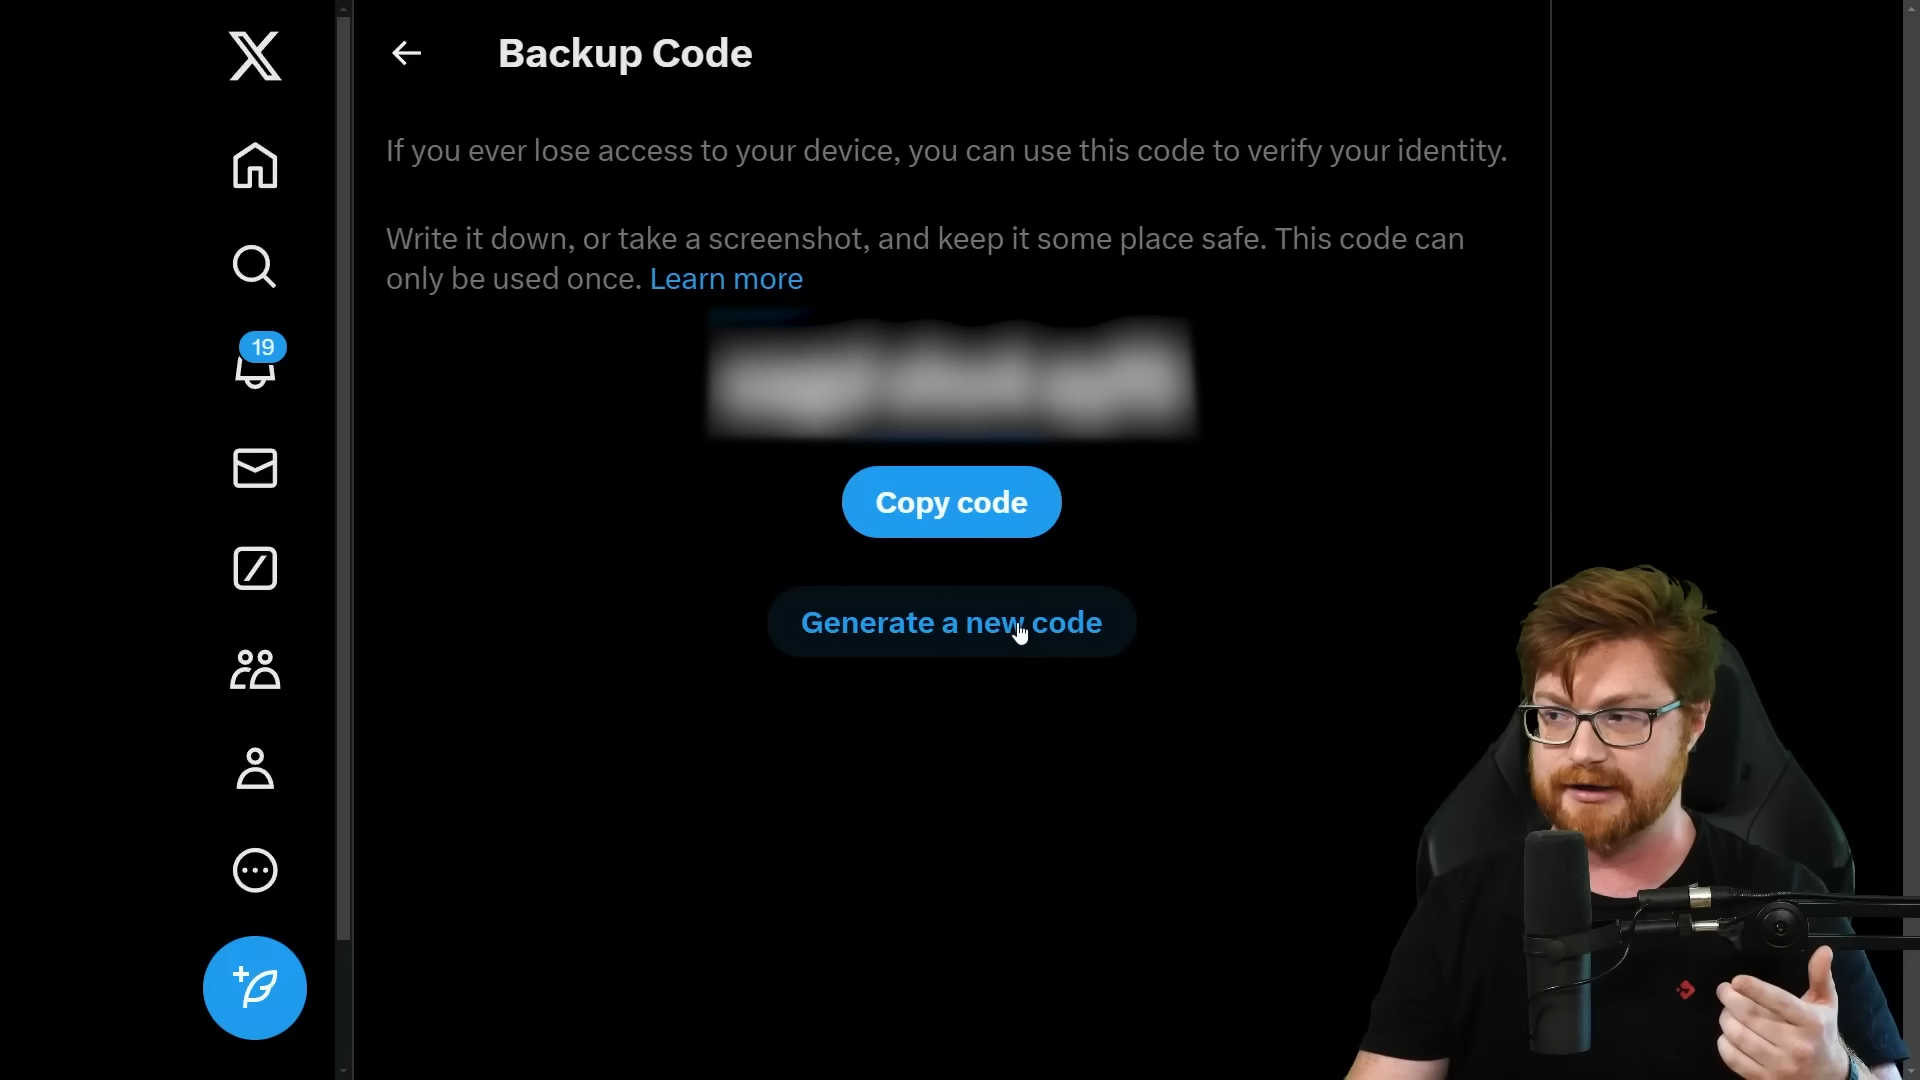 Backup Code
If you ever lose access to your device, you can use this code to verify your identity.
Write it down, or take a screenshot, and keep it some place safe. This code can
only be used once. Learn more
19
Copy code
Generate a new code